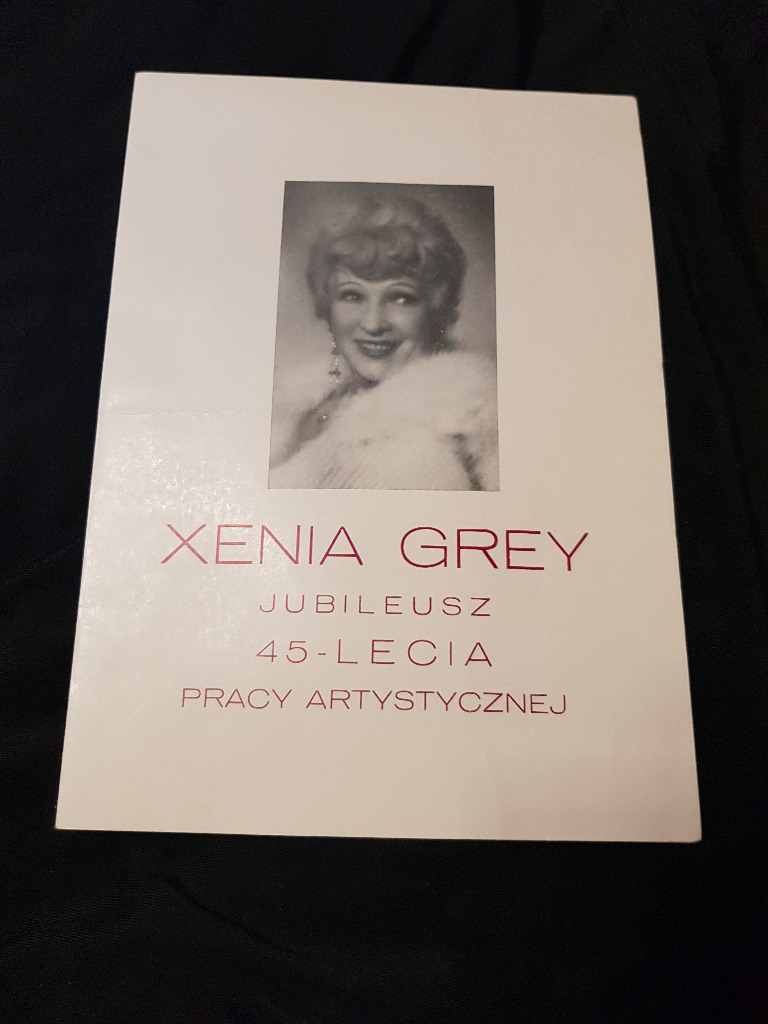 XENIA GREY
JUBILEUSZ
45-LECIA
PRACY ARTYSTYCZNEJ